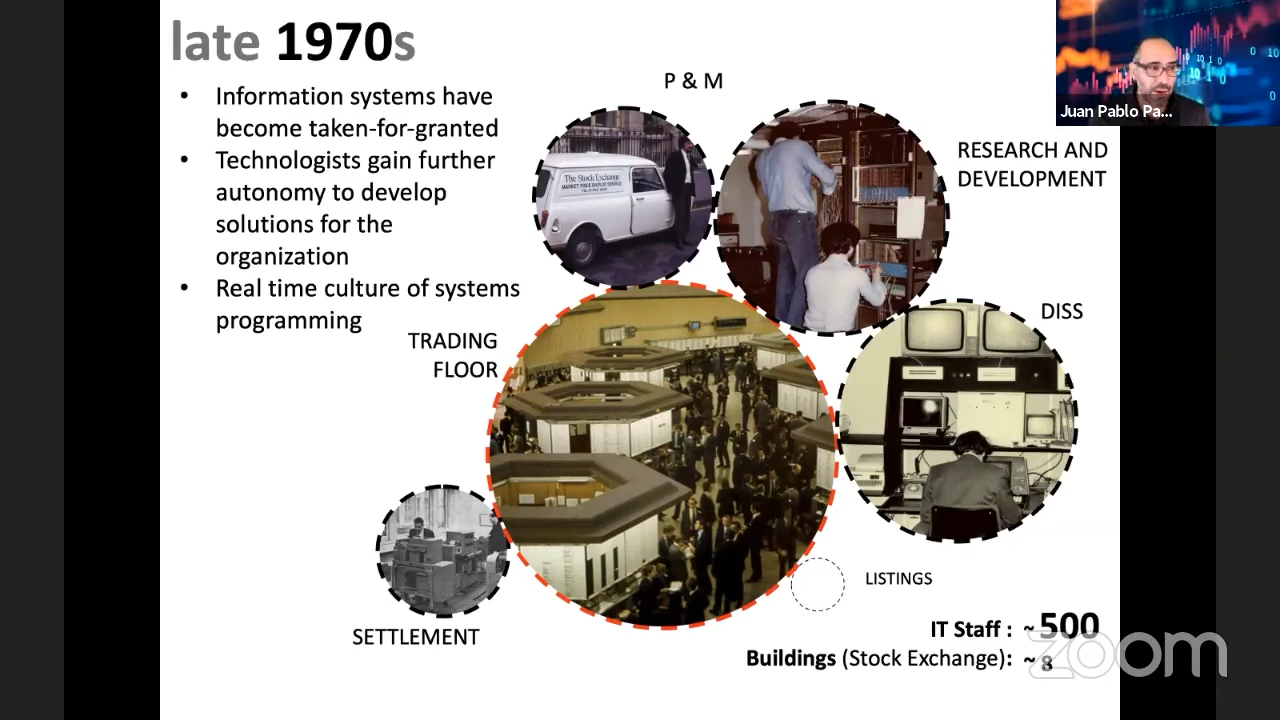 late 1970s
• Information systems have
become taken-for-granted
• Technologists gain further
autonomy to develop
solutions for the
organization
• Real time culture of systems
programming
P & M
The Stock Exchange
MARKET PRICE DISPLAY SERVICE
RESEARCH AND
DEVELOPMENT
DISS
TRADING
FLOOR
SETTLEMENT
LISTINGS
IT Staff : ~ 500
Buildings (Stock Exchange): ~ 8
Juan Pablo Pa...
zoom